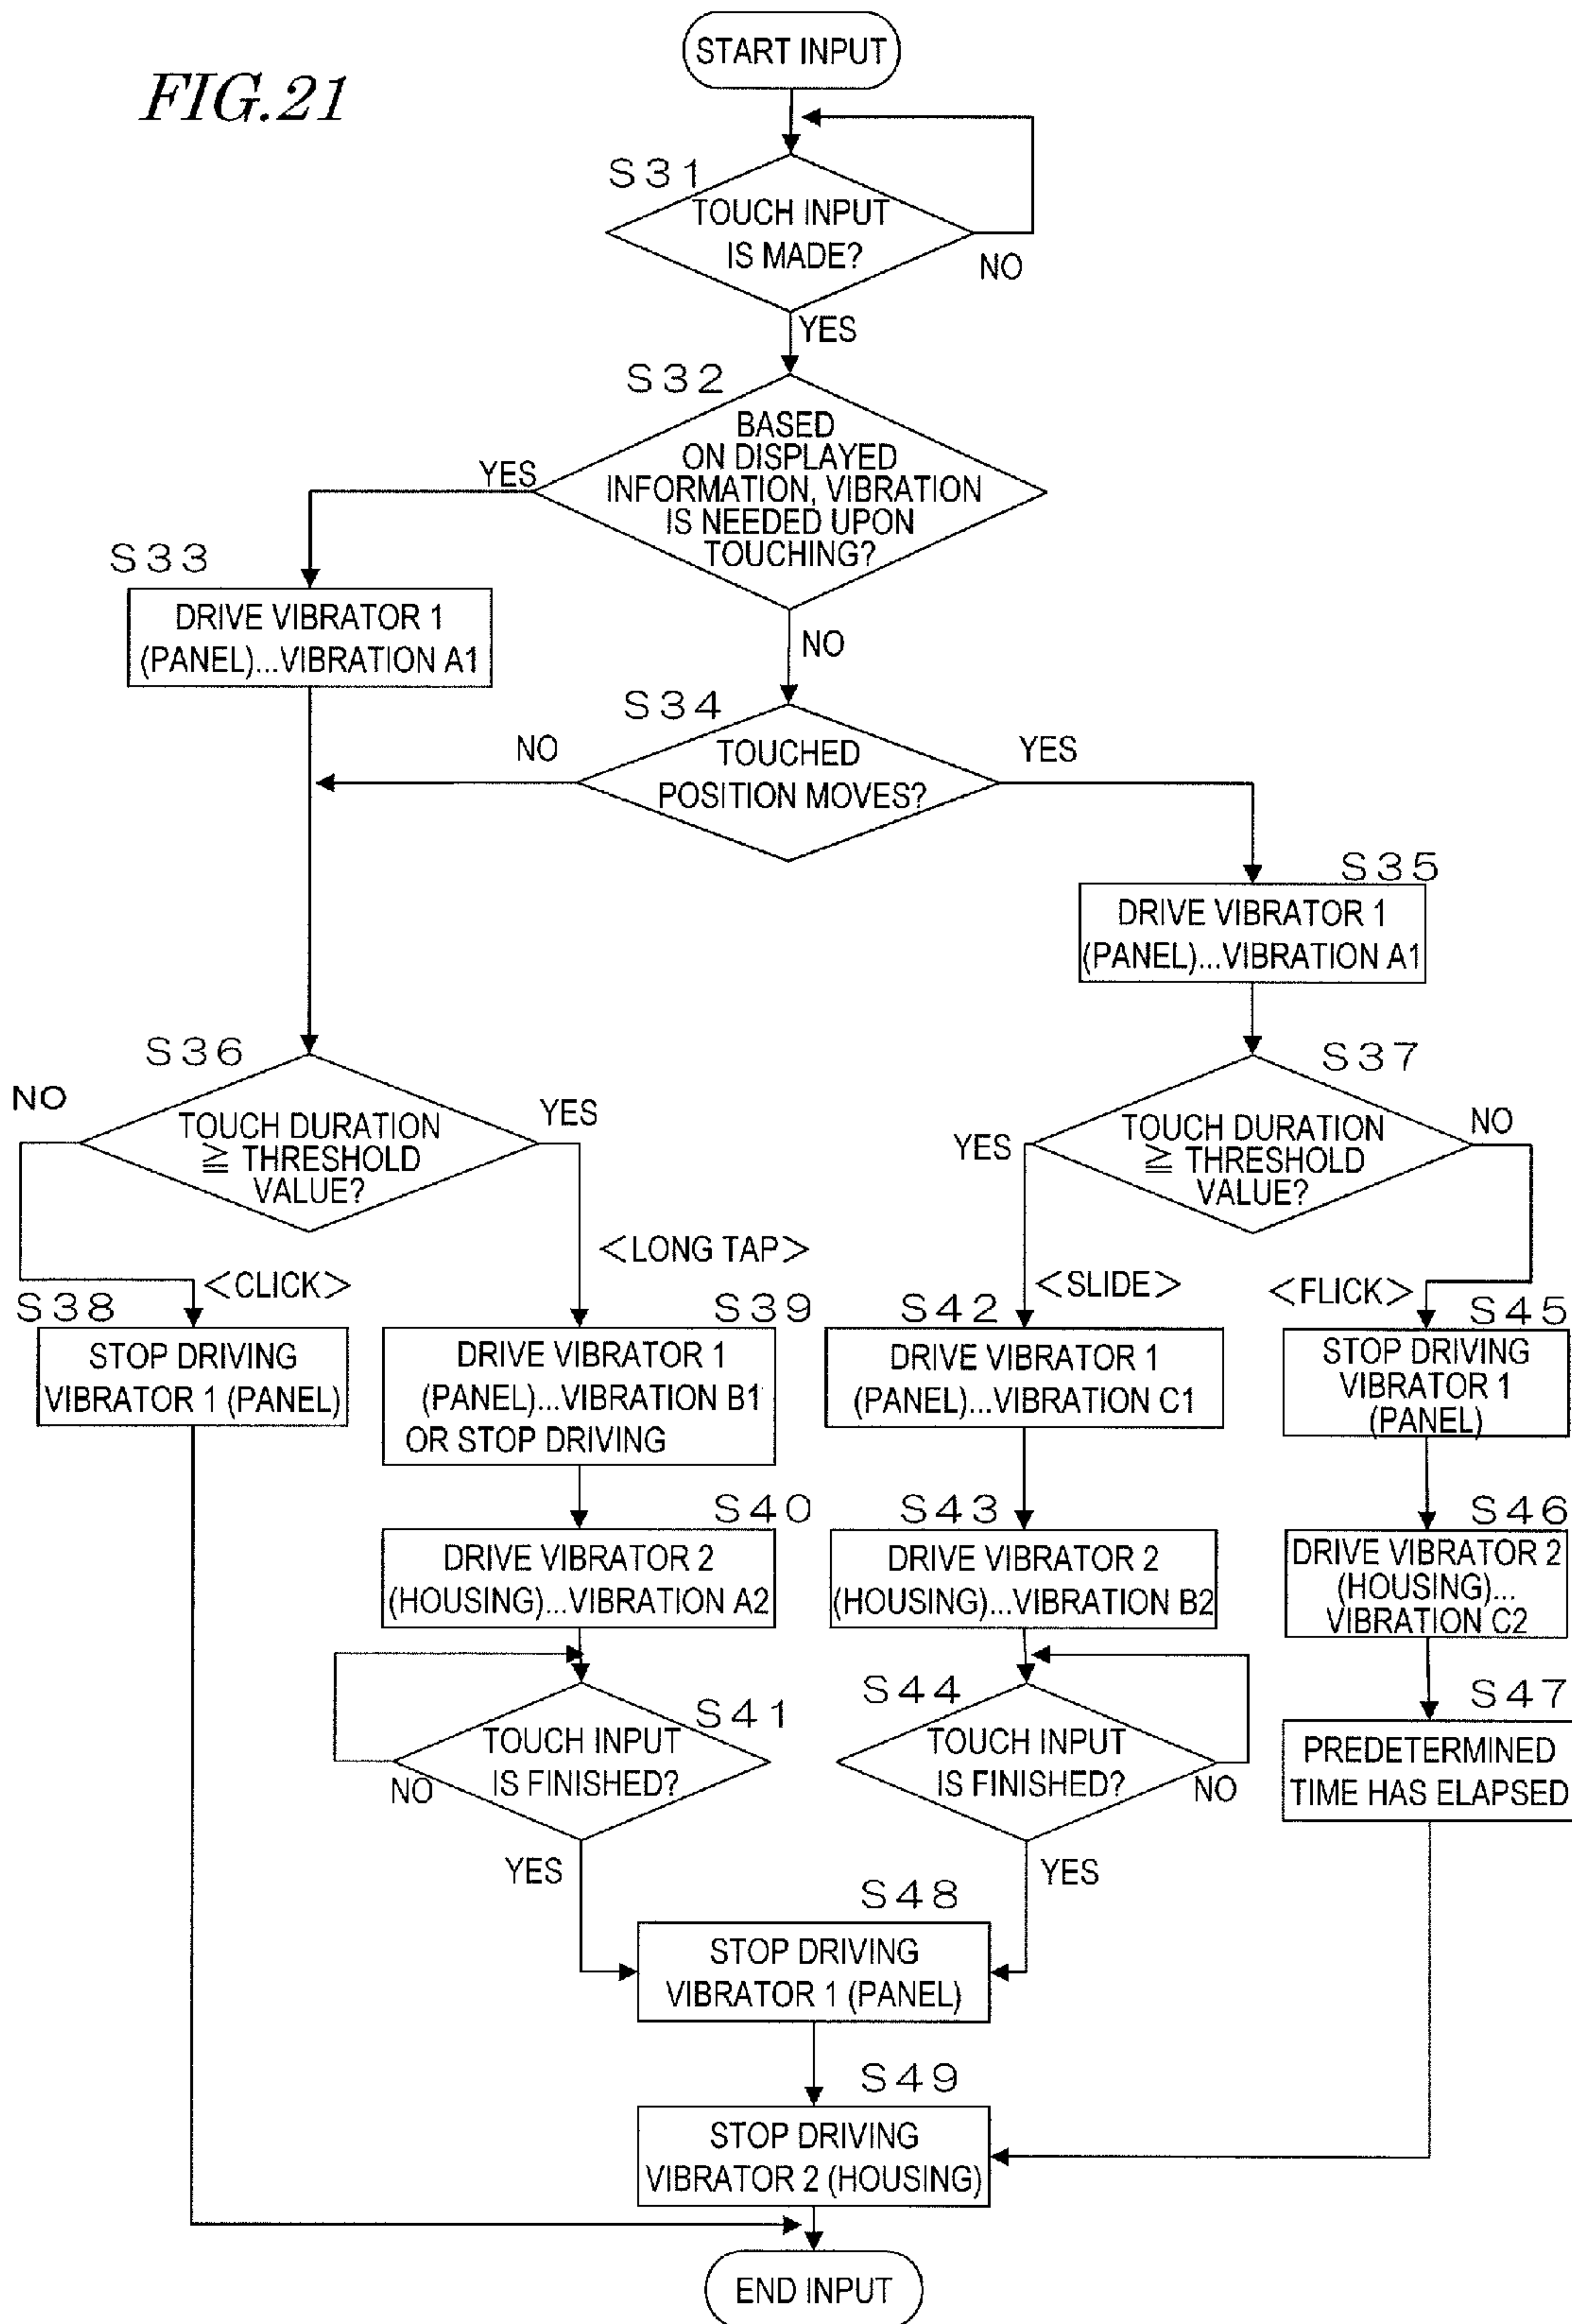 FIG.21
START INPUT
S31
TOUCH INPUT
IS MADE?
NO
YES
S32
BASED
ON DISPLAYED
INFORMATION, VIBRATION
IS NEEDED UPON
TOUCHING?
YES
NO
S33
DRIVE VIBRATOR 1
(PANEL)...VIBRATION A1
S34
TOUCHED
POSITION MOVES?
NO
YES
S35
DRIVE VIBRATOR 1
(PANEL)...VIBRATION A1
S36
TOUCH DURATION
≧ THRESHOLD
VALUE?
NO
YES
S37
TOUCH DURATION
≧ THRESHOLD
VALUE?
YES
NO
<CLICK>
S38
STOP DRIVING
VIBRATOR 1 (PANEL)
<LONG TAP>
S39
DRIVE VIBRATOR 1
(PANEL)...VIBRATION B1
OR STOP DRIVING
S40
DRIVE VIBRATOR 2
(HOUSING)...VIBRATION A2
S41
TOUCH INPUT
IS FINISHED?
NO
YES
<SLIDE>
S42
DRIVE VIBRATOR 1
(PANEL)...VIBRATION C1
S43
DRIVE VIBRATOR 2
(HOUSING)...VIBRATION B2
S44
TOUCH INPUT
IS FINISHED?
NO
YES
<FLICK>
S45
STOP DRIVING
VIBRATOR 1
(PANEL)
S46
DRIVE VIBRATOR 2
(HOUSING)...
VIBRATION C2
S47
PREDETERMINED
TIME HAS ELAPSED
S48
STOP DRIVING
VIBRATOR 1 (PANEL)
S49
STOP DRIVING
VIBRATOR 2 (HOUSING)
END INPUT